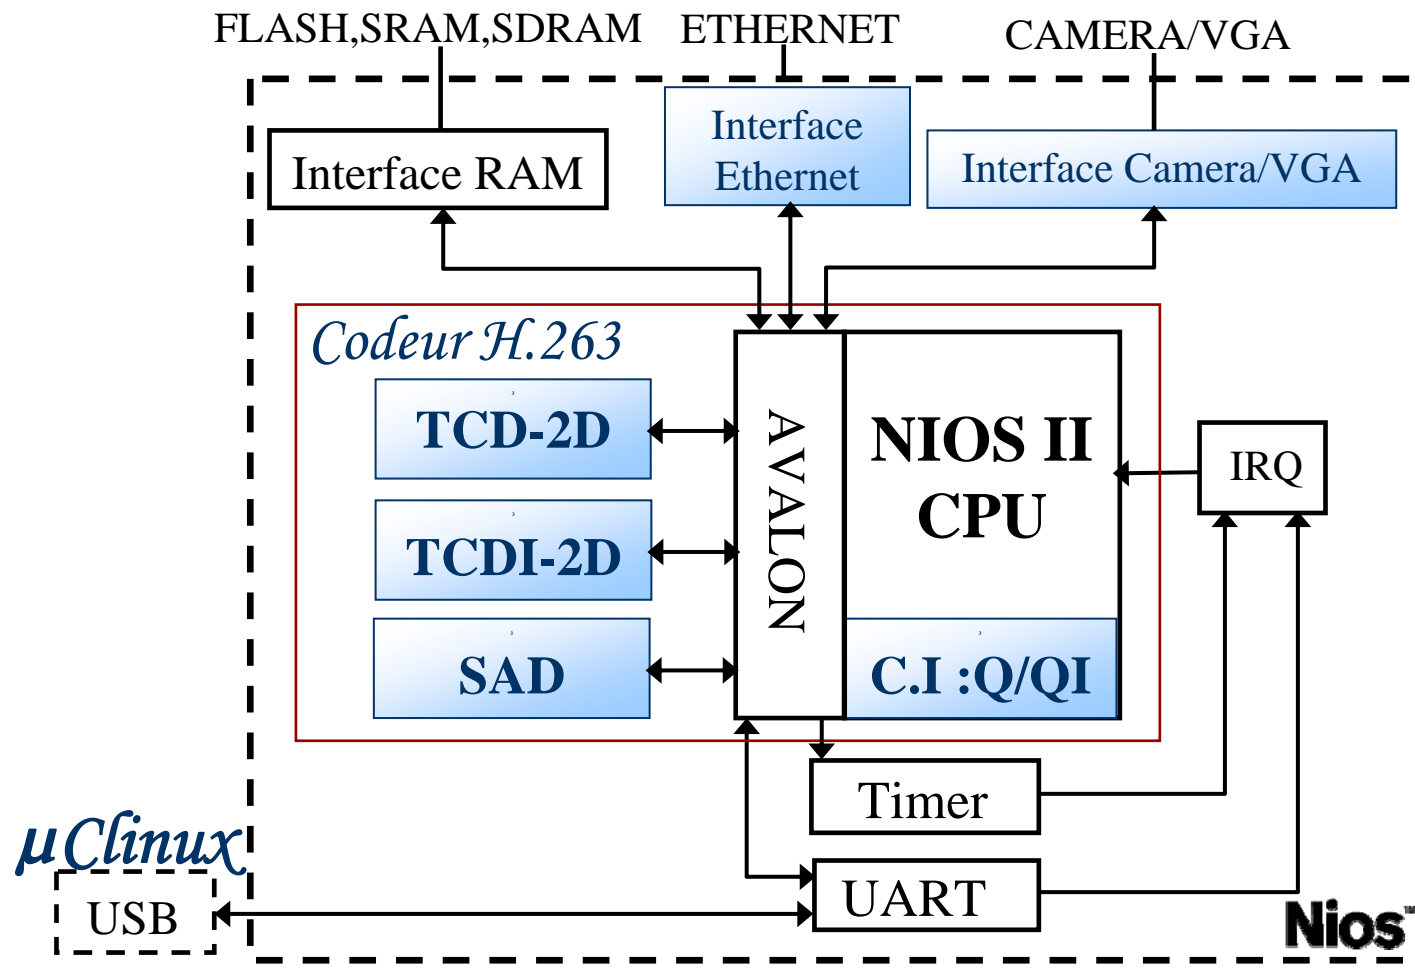 FLASH,SRAM,SDRAM
ETHERNET
CAMERA/VGA
Interface RAM
Interface
Ethernet
Interface Camera/VGA
Codeur H.263
TCD-2D
TCDI-2D
SAD
AVALON
NIOS II
CPU
C.I :Q/QI
IRQ
Timer
UART
µClinux
USB
Nios™